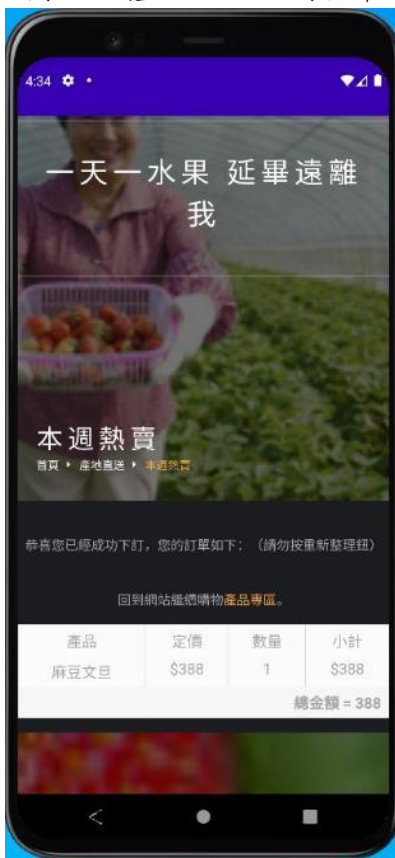 4:34
一天一水果 延畢遠離
我
本週熱賣
首頁 ‣ 產地直送 ‣ 本週熱賣
恭喜您已經成功下訂，您的訂單如下：（請勿按重新整理鈕）
回到網站繼續購物產品專區。
產品 定價 數量 小計
麻豆文旦 $388 1 $388
總金額 = 388